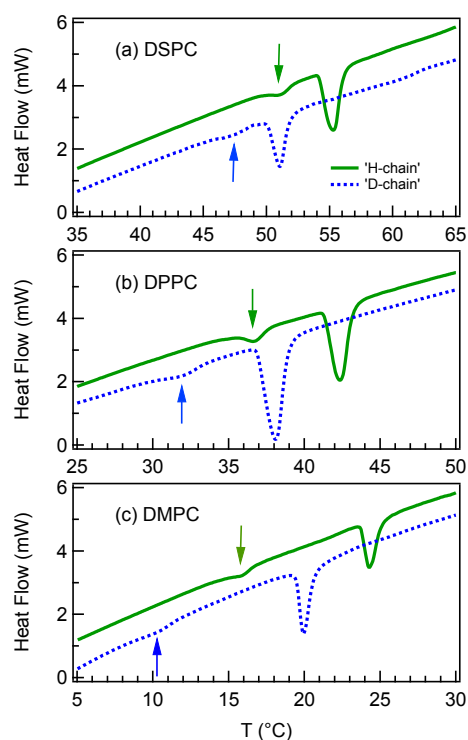 (a) DSPC
Heat Flow (mW)
6
4
2
0
'H-chain'
'D-chain'
35 40 45 50 55 60 65
(b) DPPC
Heat Flow (mW)
6
4
2
0
25 30 35 40 45 50
(c) DMPC
Heat Flow (mW)
6
4
2
0
5 10 15 20 25 30
T (°C)